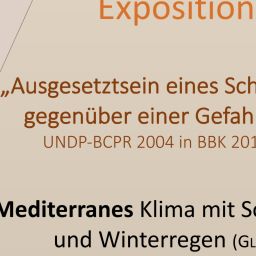 Exposition
„Ausgesetztsein eines Sch
gegenüber einer Gefah
UNDP-BCPR 2004 in BBK 201
Mediterranes Klima mit So
und Winterregen (GL